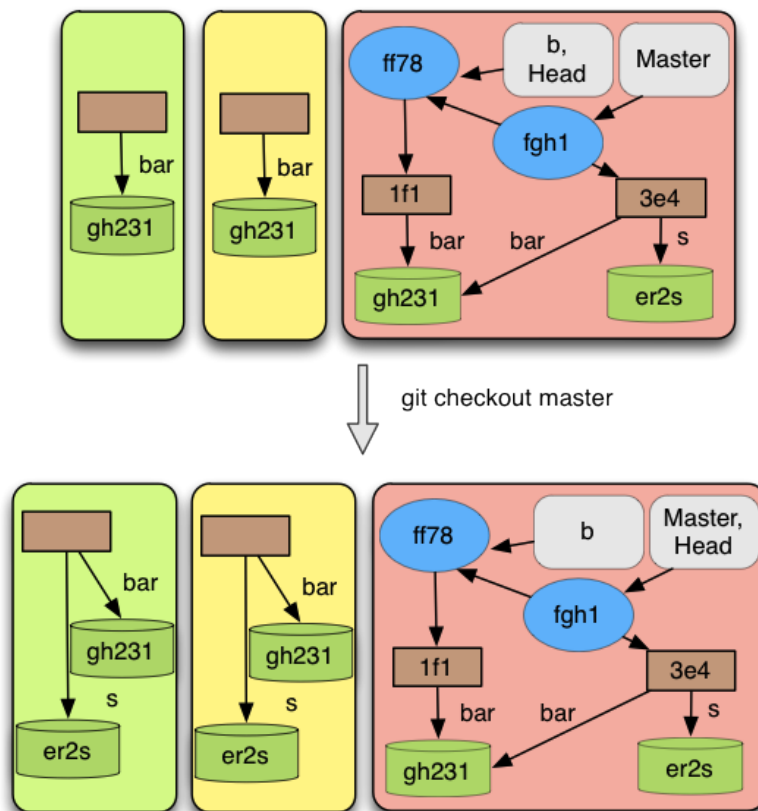 ff78
b,
Head
Master
fgh1
bar
gh231
bar
gh231
1f1
3e4
bar
bar
s
gh231
er2s
git checkout master
ff78
b
Master,
Head
bar
gh231
s
er2s
bar
gh231
s
er2s
fgh1
1f1
3e4
bar
bar
s
gh231
er2s